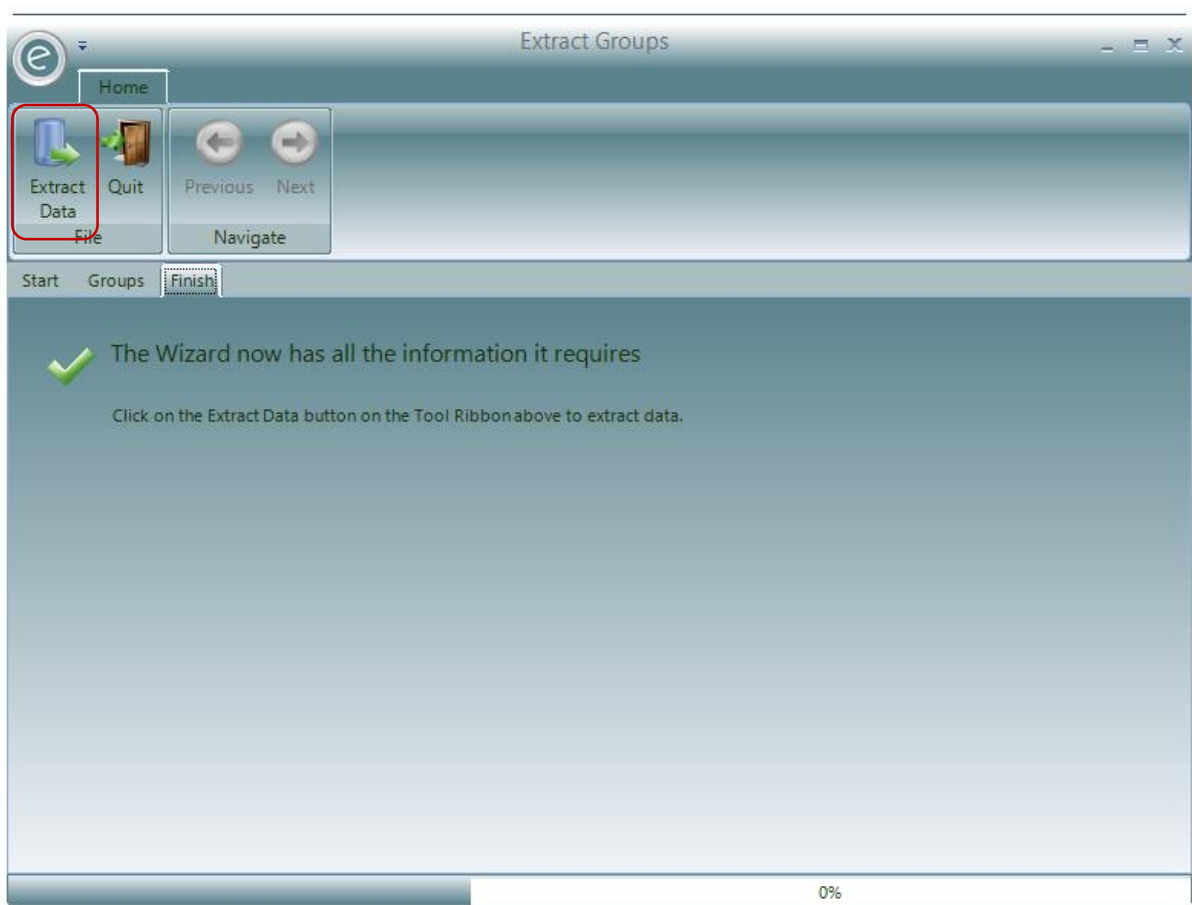 Extract Groups
e
Home
Extract Data
Quit
Previous
Next
File
Navigate
Start Groups Finish
The Wizard now has all the information it requires
Click on the Extract Data button on the Tool Ribbon above to extract data.
0%